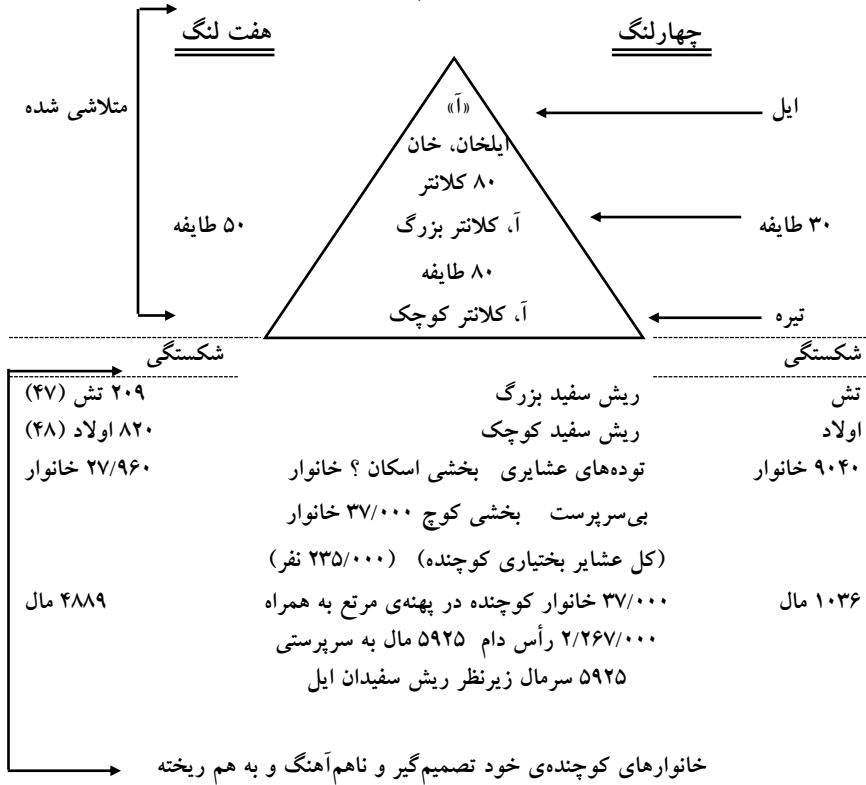 چهارلنگ هفت لنگ
«آ»
ایل متلاشی شده
ایلخان، خان
۸۰ کلانتر
۳۰ طایفه آ، کلانتر بزرگ ۵۰ طایفه
۸۰ طایفه
تیره آ، کلانتر کوچک
شکستگی شکستگی
تش ریش سفید بزرگ ۲۰۹ تش (۴۷)
اولاد ریش سفید کوچک ۸۲۰ اولاد (۴۸)
۹۰۴۰ خانوار توده‌های عشایری بخشی اسکان ؟ خانوار ۲۷/۹۶۰ خانوار
بی‌سرپرست بخشی کوچ ۳۷/۰۰۰ خانوار
(کل عشایر بختیاری کوچنده) (۲۳۵/۰۰۰ نفر)
۱۰۳۶ مال ۳۷/۰۰۰ خانوار کوچنده در پهنه‌ی مرتع به همراه ۴۸۸۹ مال
۲/۲۶۷/۰۰۰ رأس دام ۵۹۲۵ مال به سرپرستی
۵۹۲۵ سرمال زیرنظر ریش سفیدان ایل
خانوارهای کوچنده‌ی خود تصمیم‌گیر و ناهم‌آهنگ و به هم ریخته